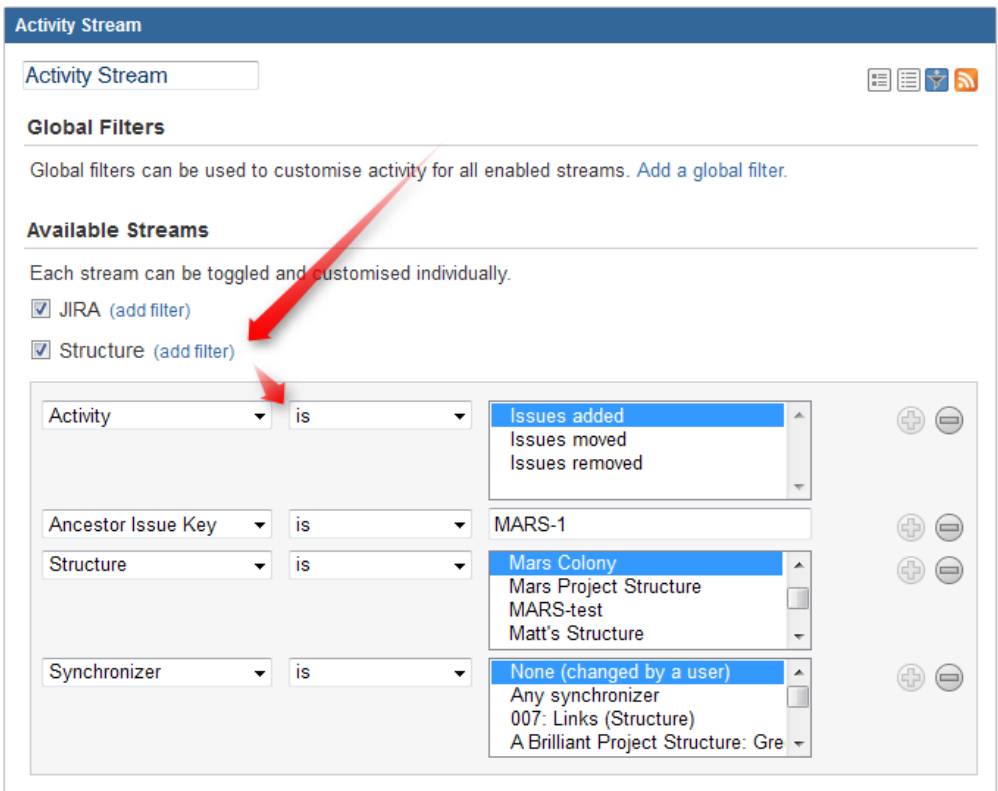 Activity Stream
Activity Stream
Global Filters
Global filters can be used to customise activity for all enabled streams. Add a global filter.
Available Streams
Each stream can be toggled and customised individually.
JIRA (add filter)
Structure (add filter)
Activity is Issues added
Issues moved
Issues removed
Ancestor Issue Key is MARS-1
Structure is Mars Colony
Mars Project Structure
MARS-test
Matt's Structure
Synchronizer is None (changed by a user)
Any synchronizer
007: Links (Structure)
A Brilliant Project Structure: Gre